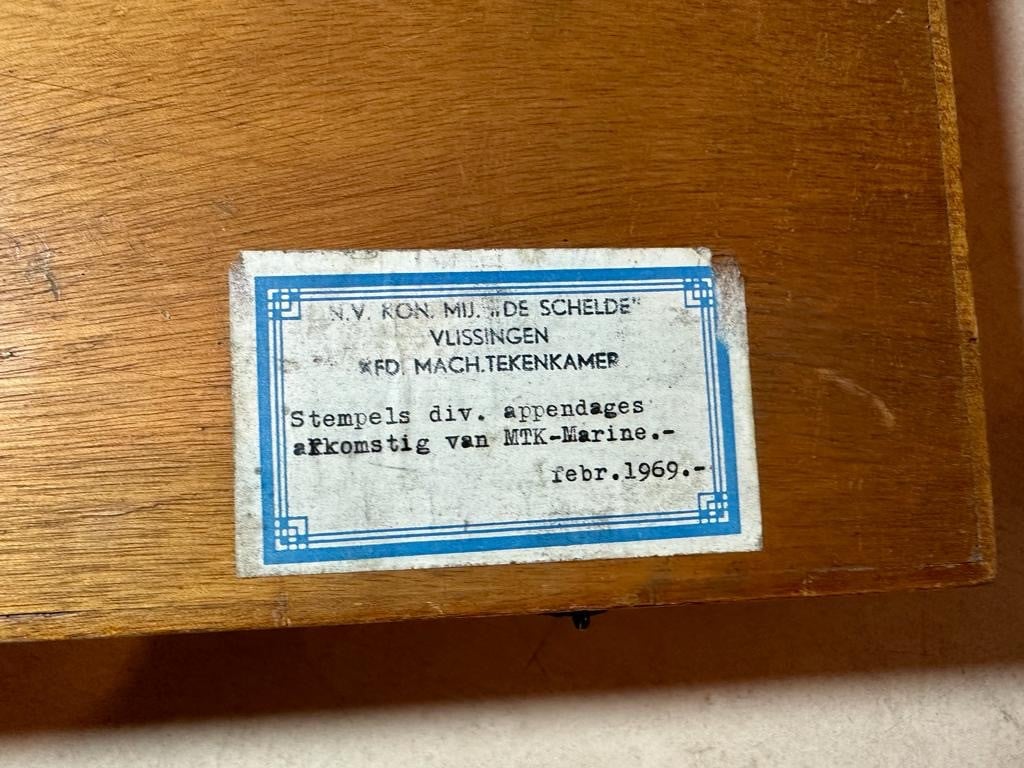 N.V. KON. MIJ. „DE SCHELDE"
VLISSINGEN
AFD. MACH.TEKENKAMER
Stempels div. appendages
afkomstig van MTK-Marine.-
febr.1969.-